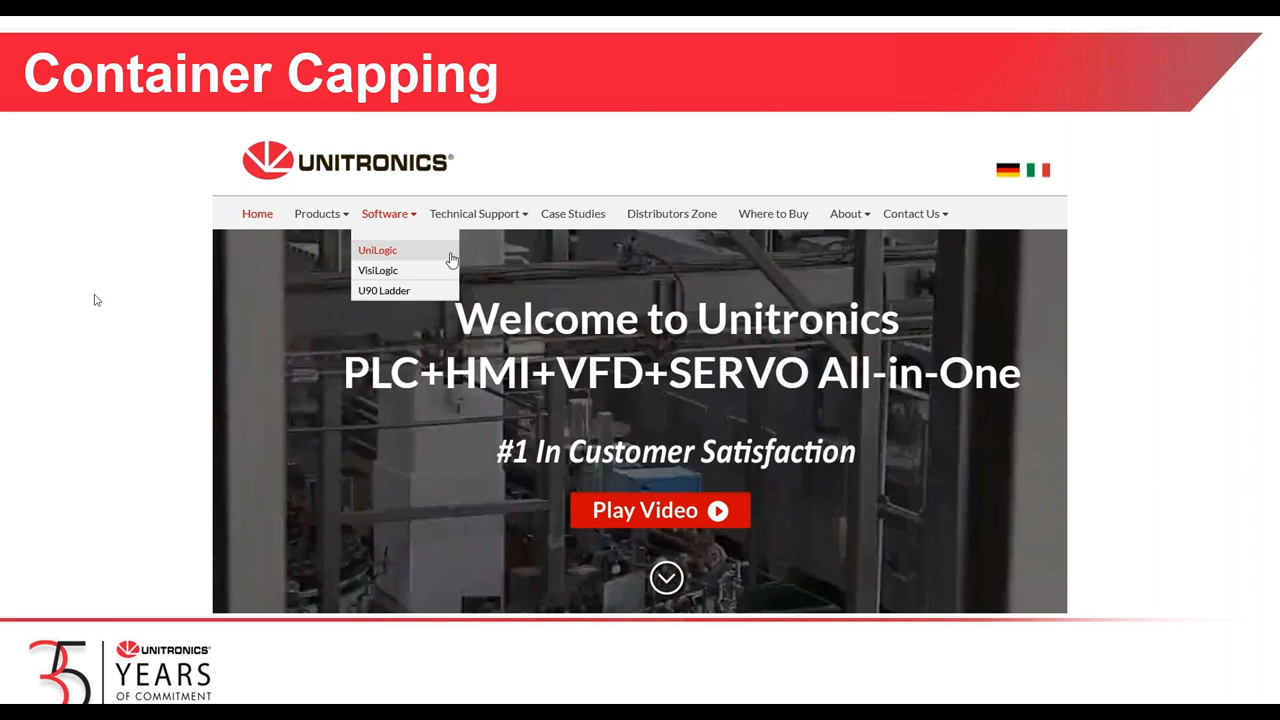 Container Capping
UNITRONICS®
Home Products Software Technical Support Case Studies Distributors Zone Where to Buy About Contact Us
UniLogic
VisiLogic
U90 Ladder
Welcome to Unitronics
PLC+HMI+VFD+SERVO All-in-One
#1 In Customer Satisfaction
Play Video
35
UNITRONICS®
YEARS
OF COMMITMENT